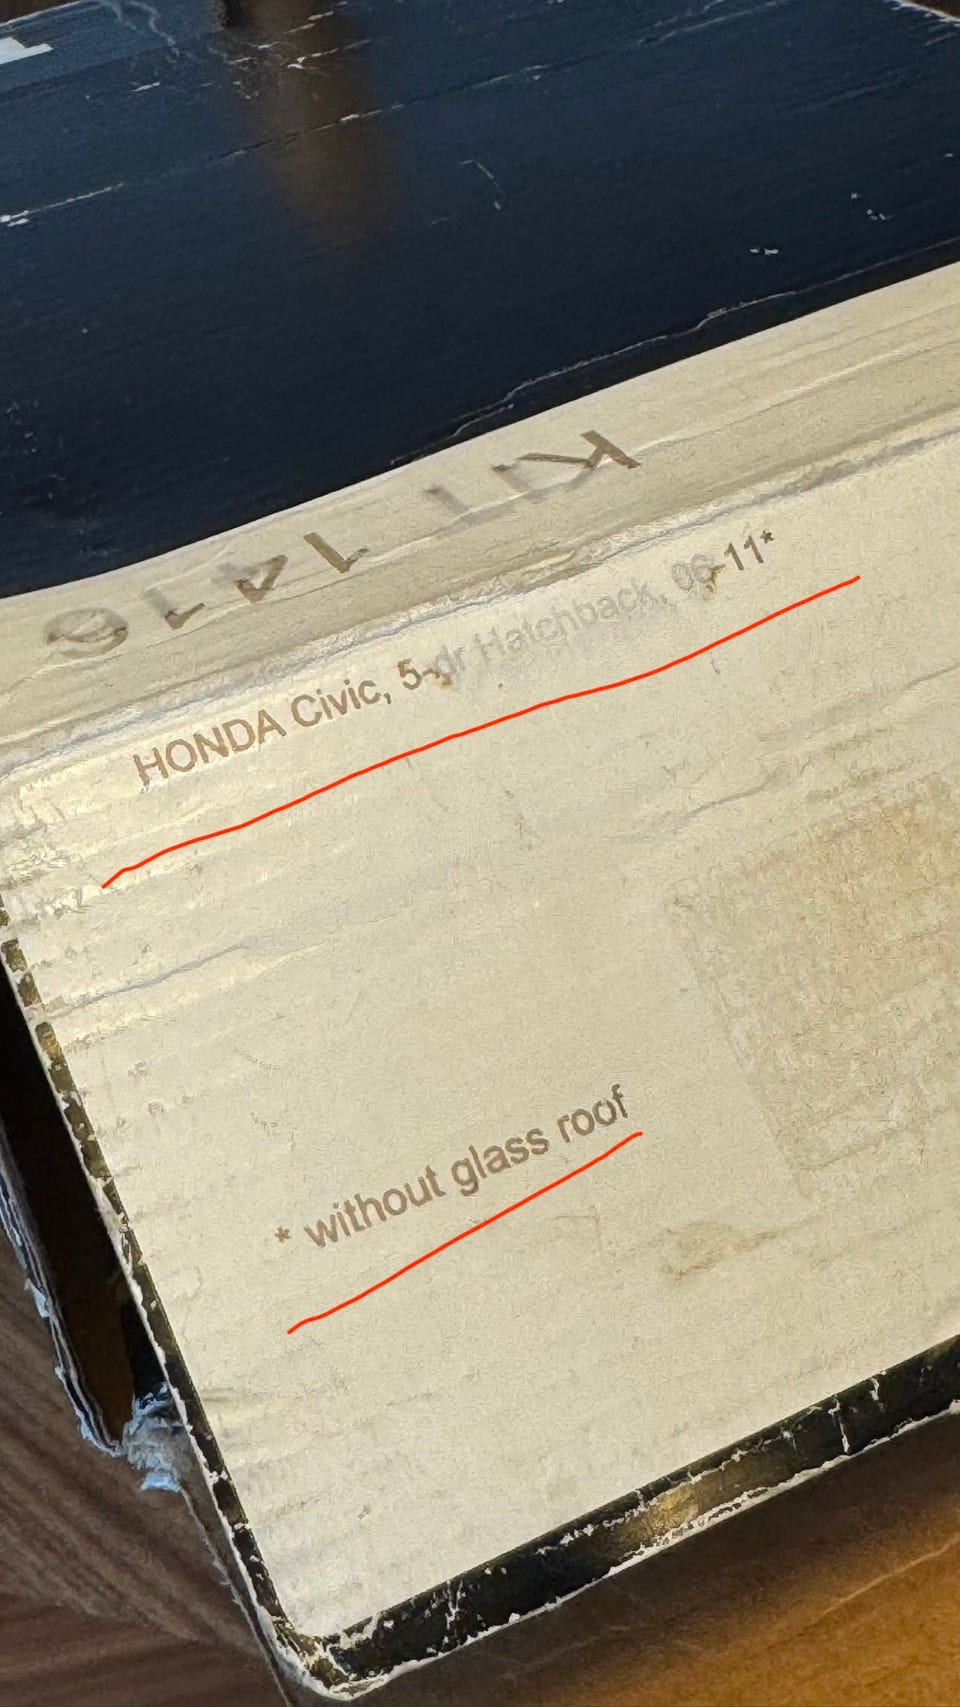 KIT 1416
HONDA Civic, 5-dr Hatchback, 06-11*
* without glass roof